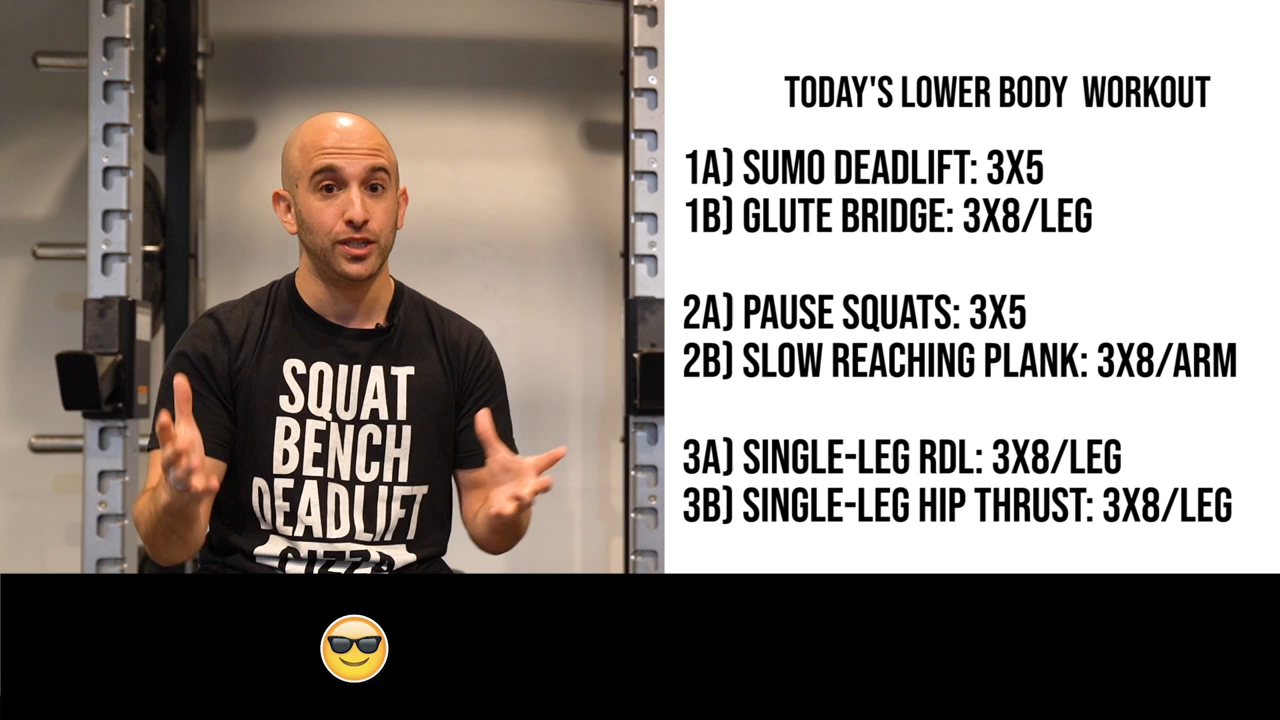 SQUAT
BENCH
DEADLIFT
PIZZA
TODAY'S LOWER BODY WORKOUT
1A) SUMO DEADLIFT: 3X5
1B) GLUTE BRIDGE: 3X8/LEG
2A) PAUSE SQUATS: 3X5
2B) SLOW REACHING PLANK: 3X8/ARM
3A) SINGLE-LEG RDL: 3X8/LEG
3B) SINGLE-LEG HIP THRUST: 3X8/LEG